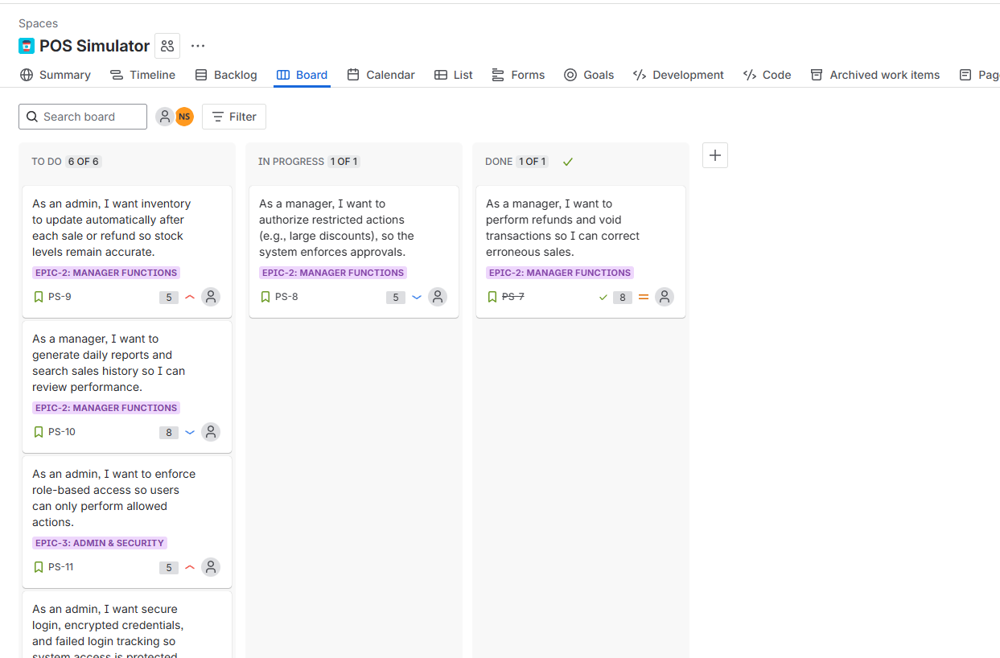 Spaces
POS Simulator
Summary Timeline Backlog Board Calendar List Forms Goals Development Code Archived work items
Search board NS Filter
TO DO 6 OF 6
As an admin, I want inventory
to update automatically after
each sale or refund so stock
levels remain accurate.
EPIC-2: MANAGER FUNCTIONS
PS-9 5
As a manager, I want to
generate daily reports and
search sales history so I can
review performance.
EPIC-2: MANAGER FUNCTIONS
PS-10 8
As an admin, I want to enforce
role-based access so users
can only perform allowed
actions.
EPIC-3: ADMIN & SECURITY
PS-11 5
As an admin, I want secure
login, encrypted credentials,
and failed login tracking so
system access is protected
IN PROGRESS 1 OF 1
As a manager, I want to
authorize restricted actions
(e.g., large discounts), so the
system enforces approvals.
EPIC-2: MANAGER FUNCTIONS
PS-8 5
DONE 1 OF 1
As a manager, I want to
perform refunds and void
transactions so I can correct
erroneous sales.
EPIC-2: MANAGER FUNCTIONS
PS-7 8